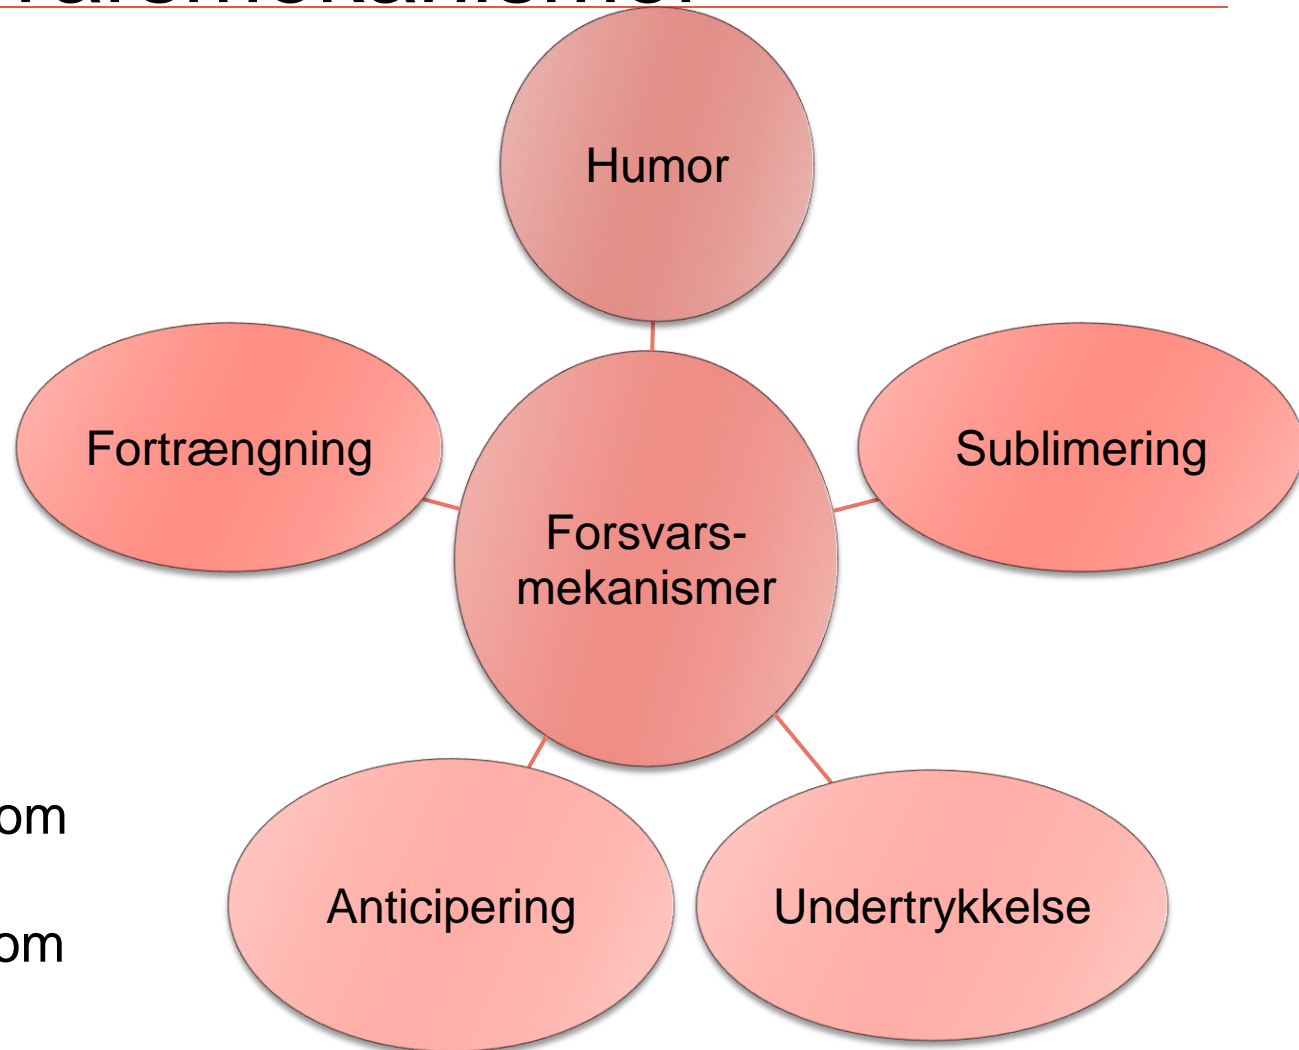 Humor
Fortrængning
Sublimering
Forsvars-
mekanismer
om
Anticipering
Undertrykkelse
om